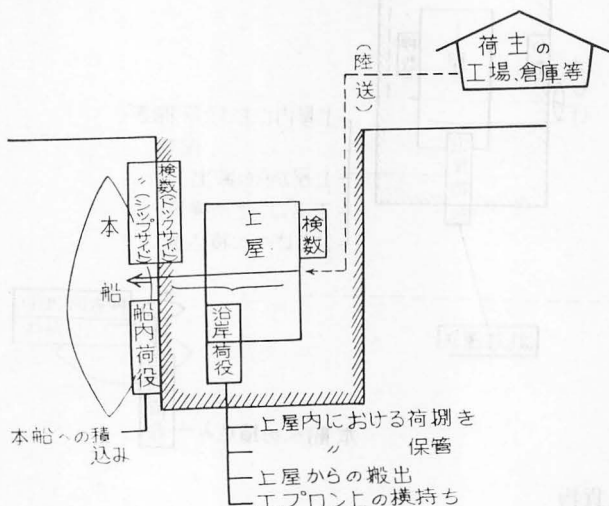 荷主の
工場、倉庫等
（陸送）
検数（ドックサイド）
〃（シップサイド）
本船
上屋
検数
船内荷役
沿岸荷役
本船への積
込み
上屋内における荷捌き
〃 保管
上屋からの搬出
エプロン上の横持ち